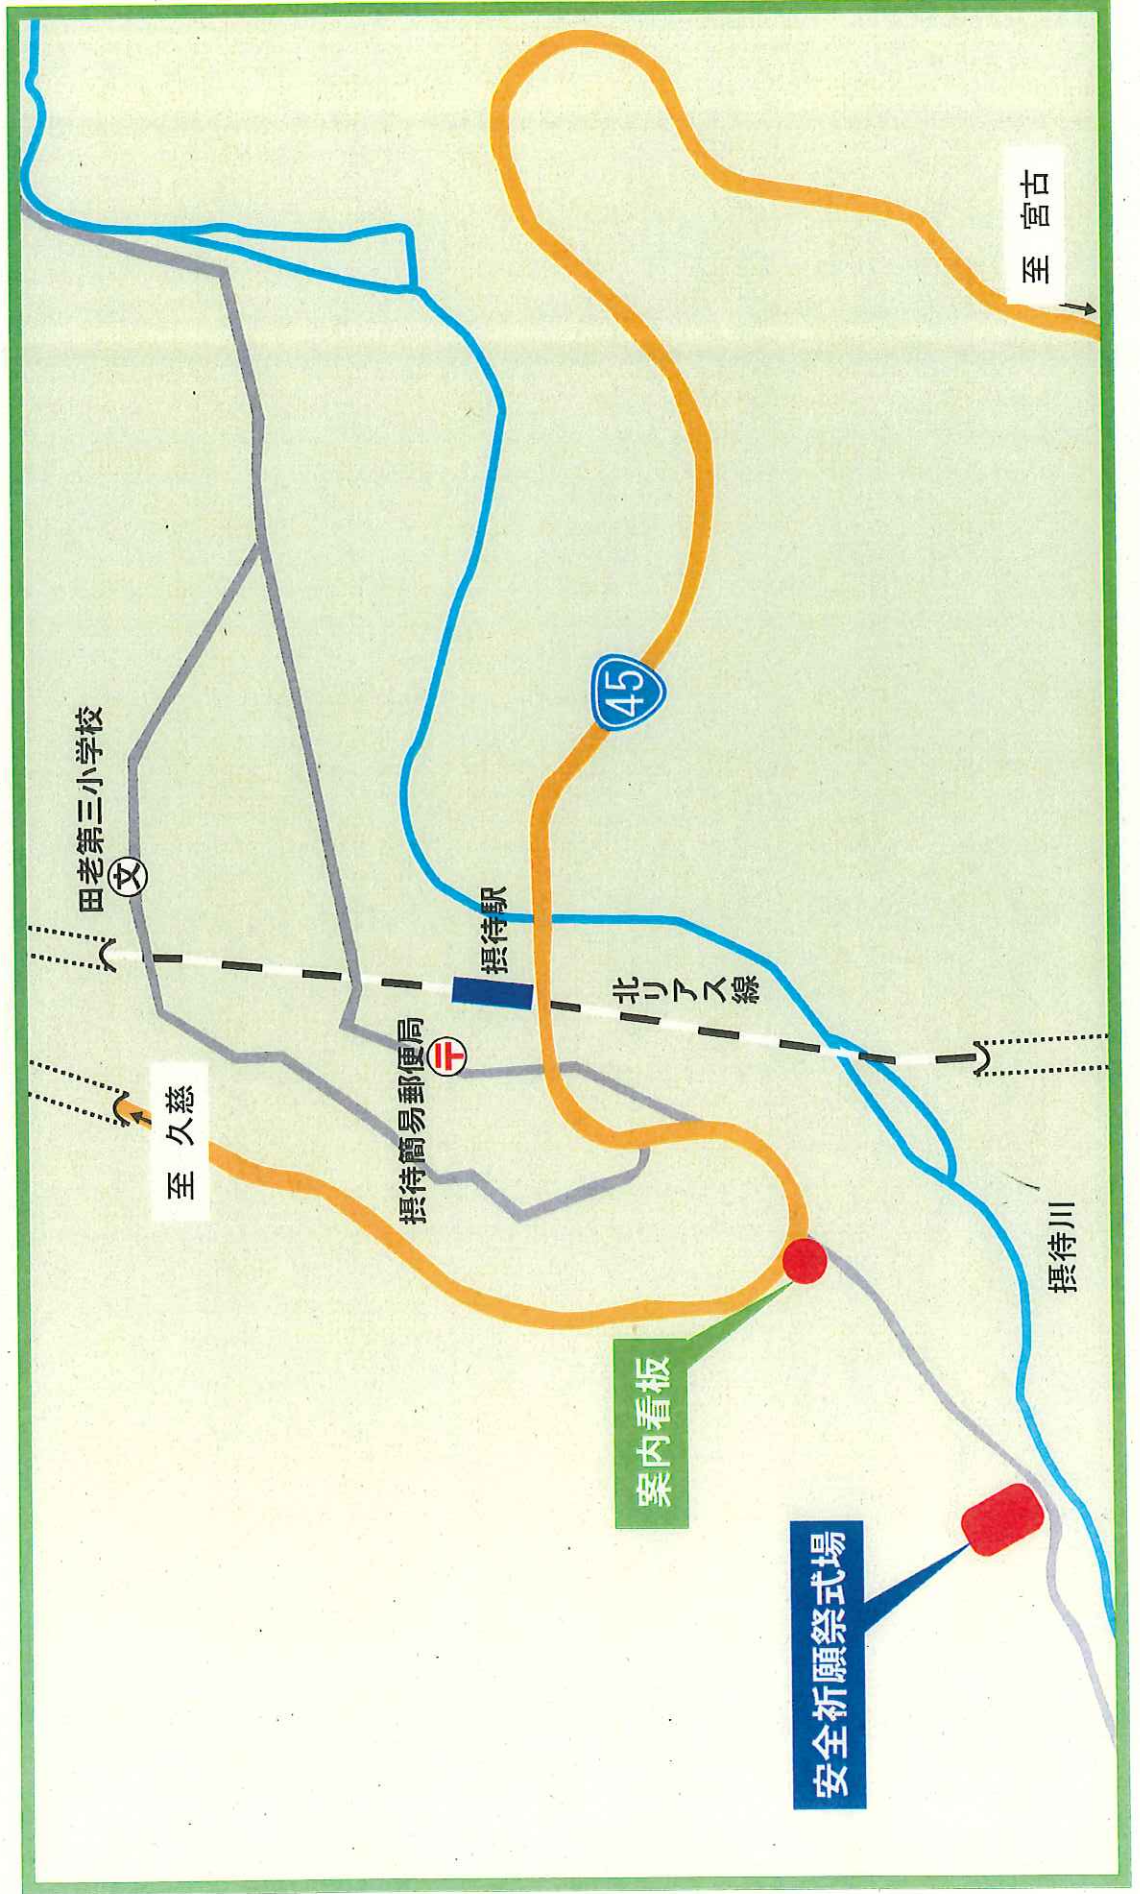 田老第三小学校
文
至 久慈
摂待簡易郵便局
〒
摂待駅
北リアス線
45
至 宮古
案内看板
安全祈願祭式場
摂待川